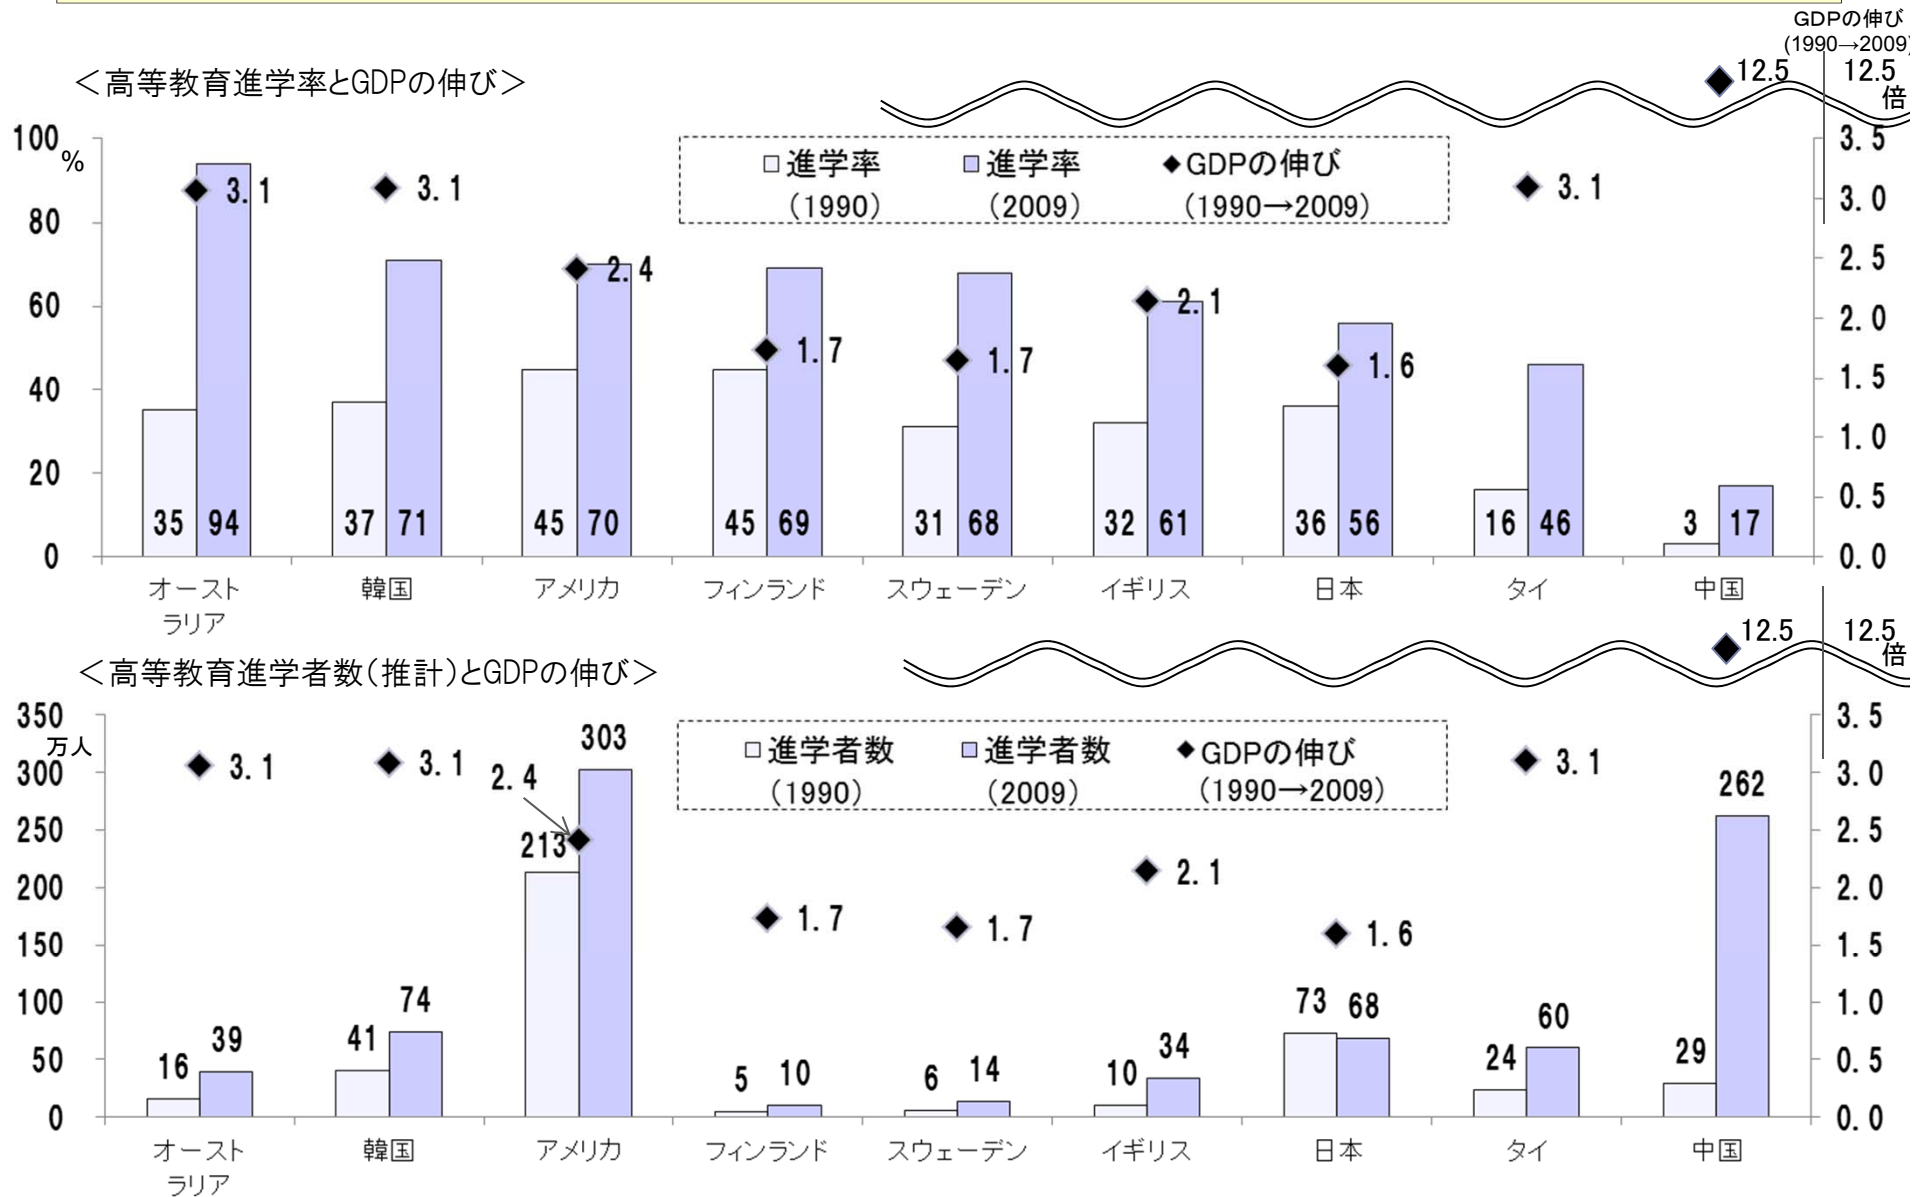 GDPの伸び
(1990→2009)
＜高等教育進学率とGDPの伸び＞
12.5
12.5
倍
100
%
80
60
40
20
0
3.5
3.0
2.5
2.0
1.5
1.0
0.5
0.0
進学率 進学率 GDPの伸び
（1990） （2009） （1990→2009）
3.1 3.1 2.4 1.7 1.7 2.1 1.6 3.1
35 94 37 71 45 70 45 69 31 68 32 61 36 56 16 46 3 17
オースト 韓国 アメリカ フィンランド スウェーデン イギリス 日本 タイ 中国
ラリア
＜高等教育進学者数（推計）とGDPの伸び＞
12.5
12.5
倍
350
万人
300
250
200
150
100
50
0
3.5
3.0
2.5
2.0
1.5
1.0
0.5
0.0
進学者数 進学者数 GDPの伸び
（1990） （2009） （1990→2009）
3.1 3.1 2.4 1.7 1.7 2.1 1.6 3.1
16 39 41 74 213 303 5 10 6 14 10 34 73 68 24 60 29 262
オースト 韓国 アメリカ フィンランド スウェーデン イギリス 日本 タイ 中国
ラリア